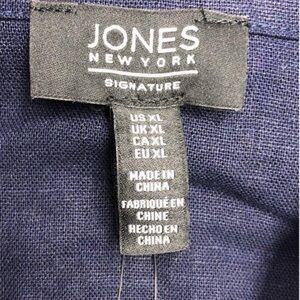 JONES
NEW YORK
SIGNATURE
US XL
UK XL
CA XL
EU XL
MADE IN
CHINA
FABRIQUÉ EN
CHINE
HECHO EN
CHINA